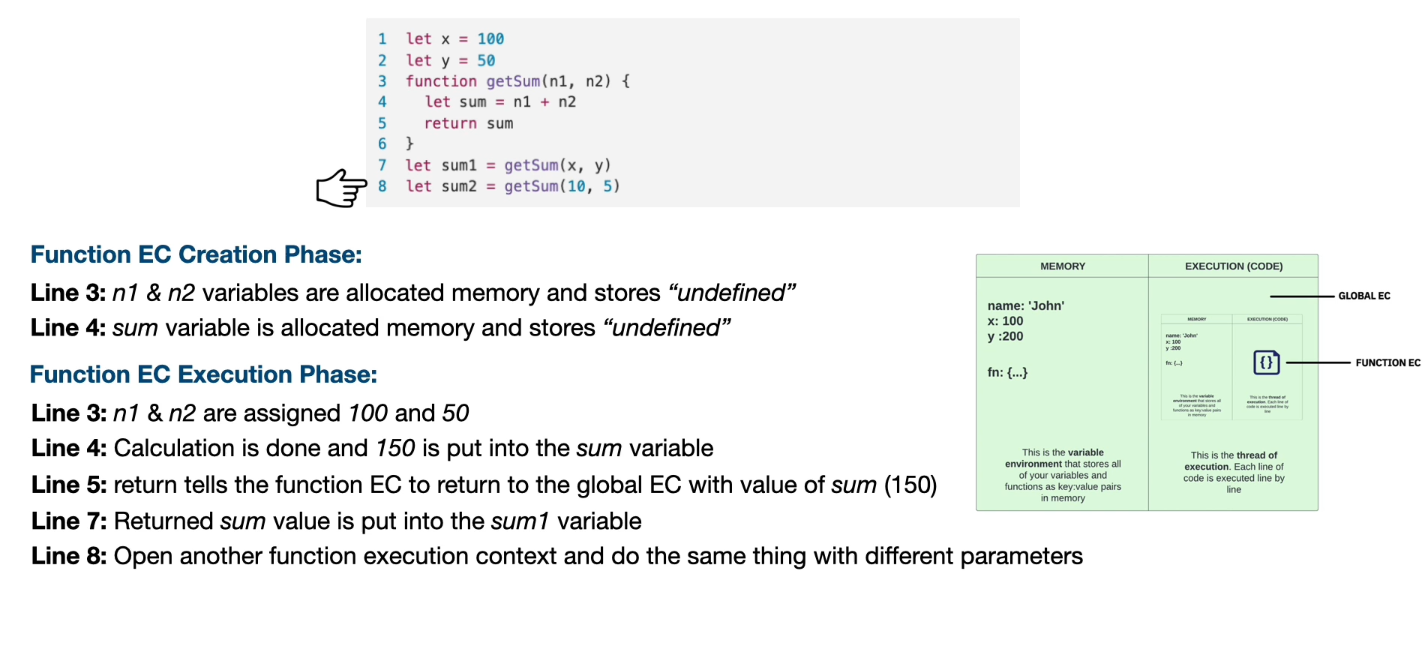 1 let x = 100
2 let y = 50
3 function getSum(n1, n2) {
4 let sum = n1 + n2
5 return sum
6 }
7 let sum1 = getSum(x, y)
8 let sum2 = getSum(10, 5)
Function EC Creation Phase:
Line 3: n1 & n2 variables are allocated memory and stores “undefined”
Line 4: sum variable is allocated memory and stores “undefined”
Function EC Execution Phase:
Line 3: n1 & n2 are assigned 100 and 50
Line 4: Calculation is done and 150 is put into the sum variable
Line 5: return tells the function EC to return to the global EC with value of sum (150)
Line 7: Returned sum value is put into the sum1 variable
Line 8: Open another function execution context and do the same thing with different parameters
MEMORY
name: 'John'
x: 100
y :200
fn: {...}
This is the variable
environment that stores all
of your variables and
functions as key:value pairs
in memory
EXECUTION (CODE)
GLOBAL EC
MEMORY
name: 'John'
x: 100
y :200
fn: {...}
This is the variable
environment that stores all
of your variables and
functions as key:value pairs
in memory
EXECUTION (CODE)
{}
FUNCTION EC
This is the thread of
execution. Each line of
code is executed line by
line
This is the thread of
execution. Each line of
code is executed line by
line